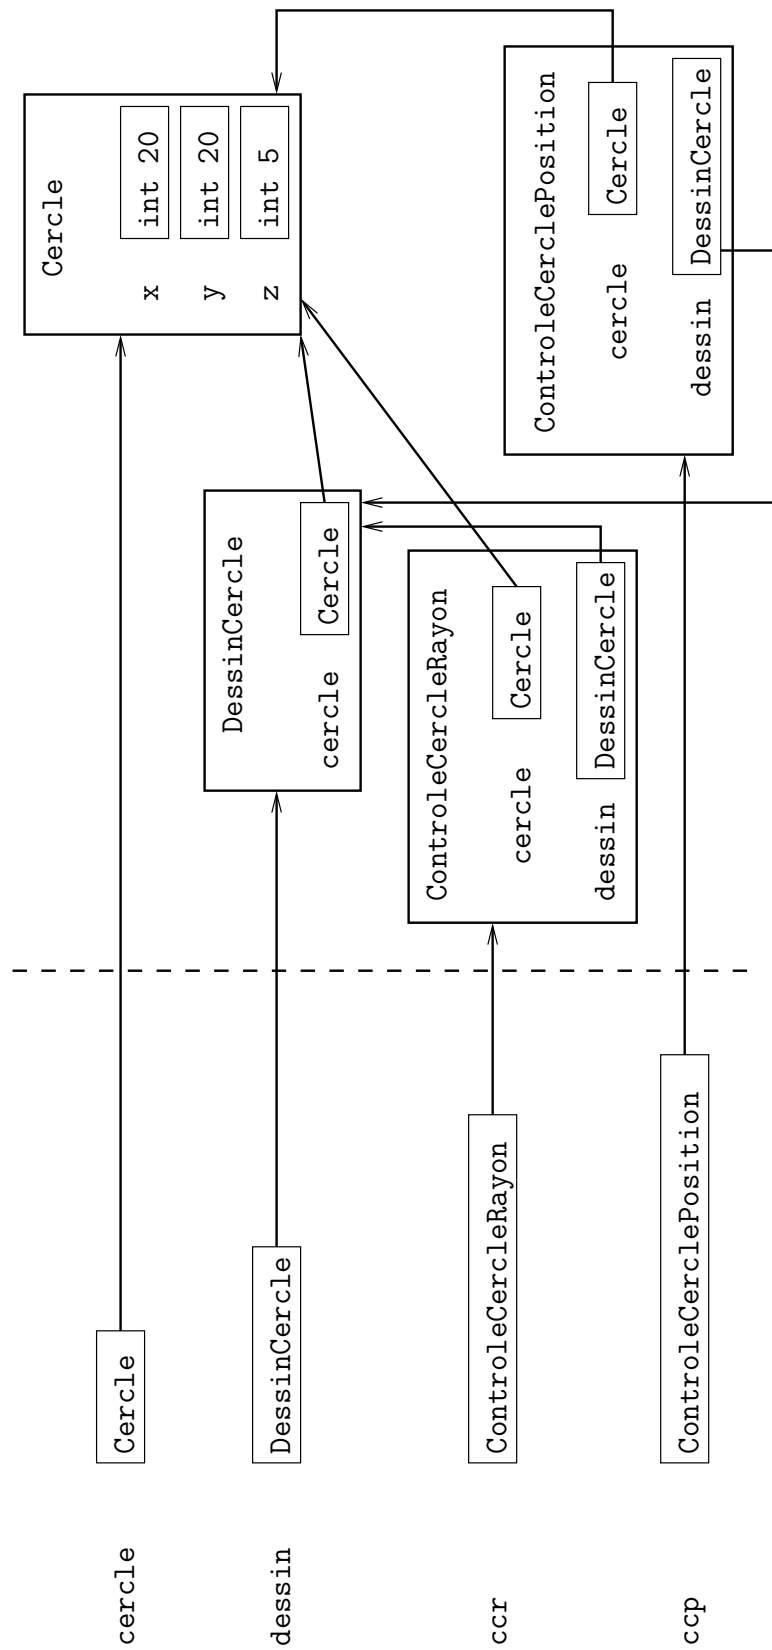 cercle Cercle
dessin DessinCercle
ccr ControleCercleRayon
ccp ControleCerclePosition
Cercle
x int 20
y int 20
z int 5
DessinCercle
cercle Cercle
ControleCercleRayon
cercle Cercle
dessin DessinCercle
ControleCerclePosition
cercle Cercle
dessin DessinCercle